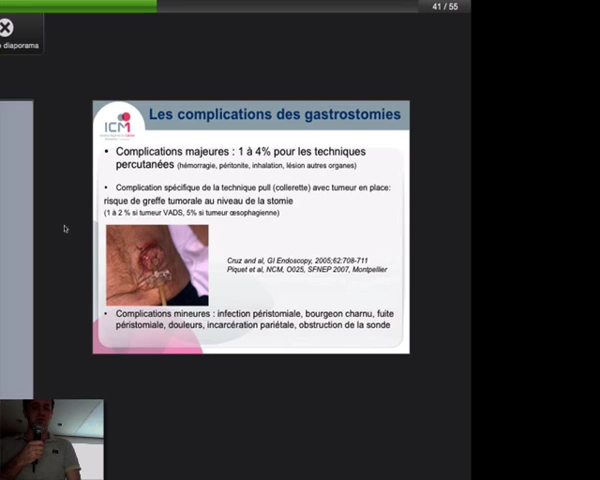 41 / 55
diaporama
ICM
Les complications des gastrostomies
• Complications majeures : 1 à 4% pour les techniques
percutanées (hémorragie, péritonite, inhalation, lésion autres organes)
• Complication spécifique de la technique pull (collerette) avec tumeur en place:
risque de greffe tumorale au niveau de la stomie
(1 à 2 % si tumeur VADS, 5% si tumeur œsophagienne)
Cruz and al, GI Endoscopy, 2005;62:708-711
Piquet et al, NCM, O025, SFNEP 2007, Montpellier
• Complications mineures : infection péristomiale, bourgeon charnu, fuite
péristomiale, douleurs, incarcération pariétale, obstruction de la sonde